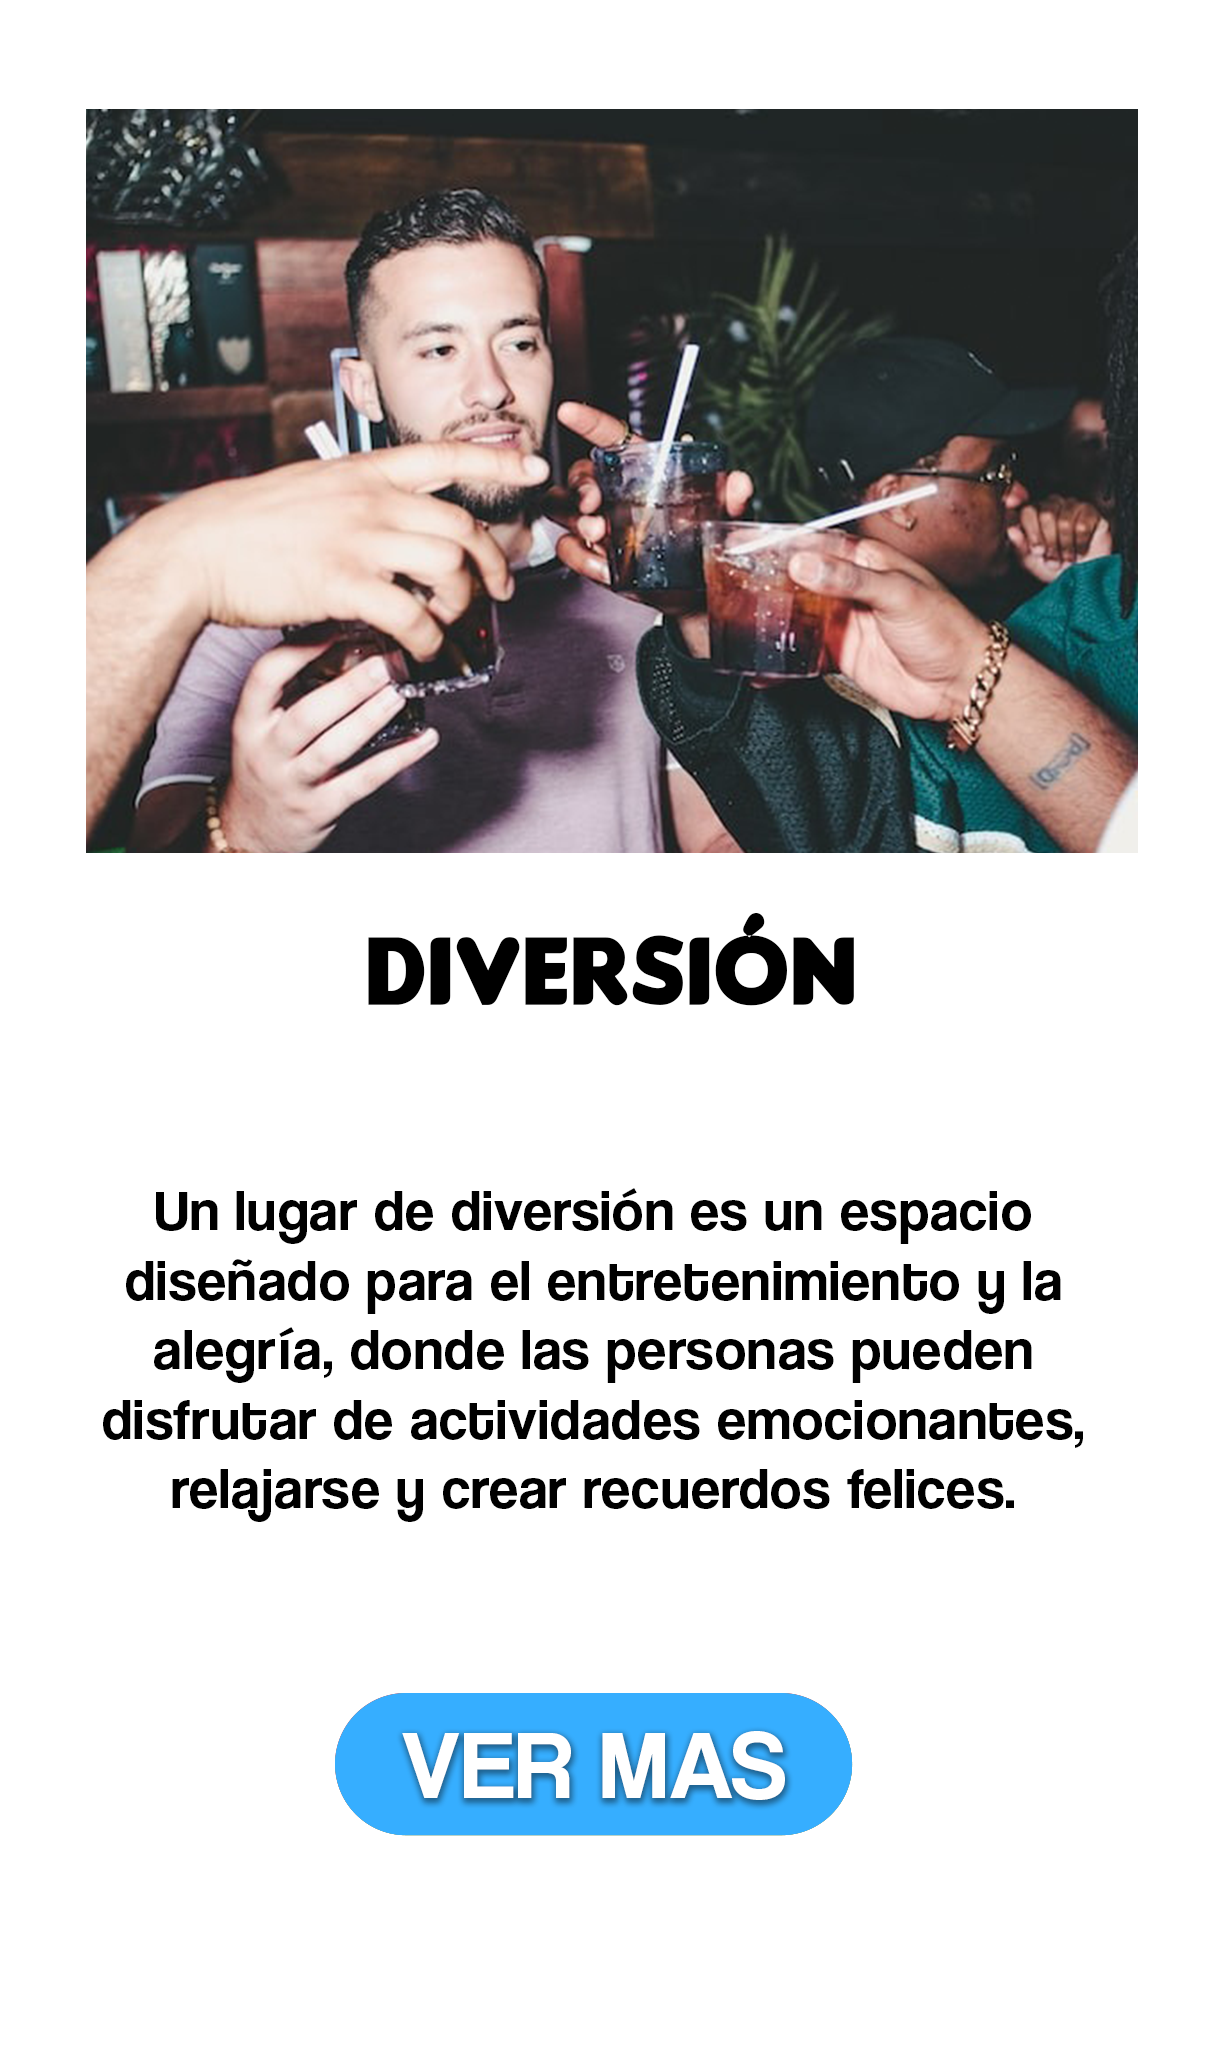 DIVERSIÓN
Un lugar de diversión es un espacio
diseñado para el entretenimiento y la
alegría, donde las personas pueden
disfrutar de actividades emocionantes,
relajarse y crear recuerdos felices.
VER MAS